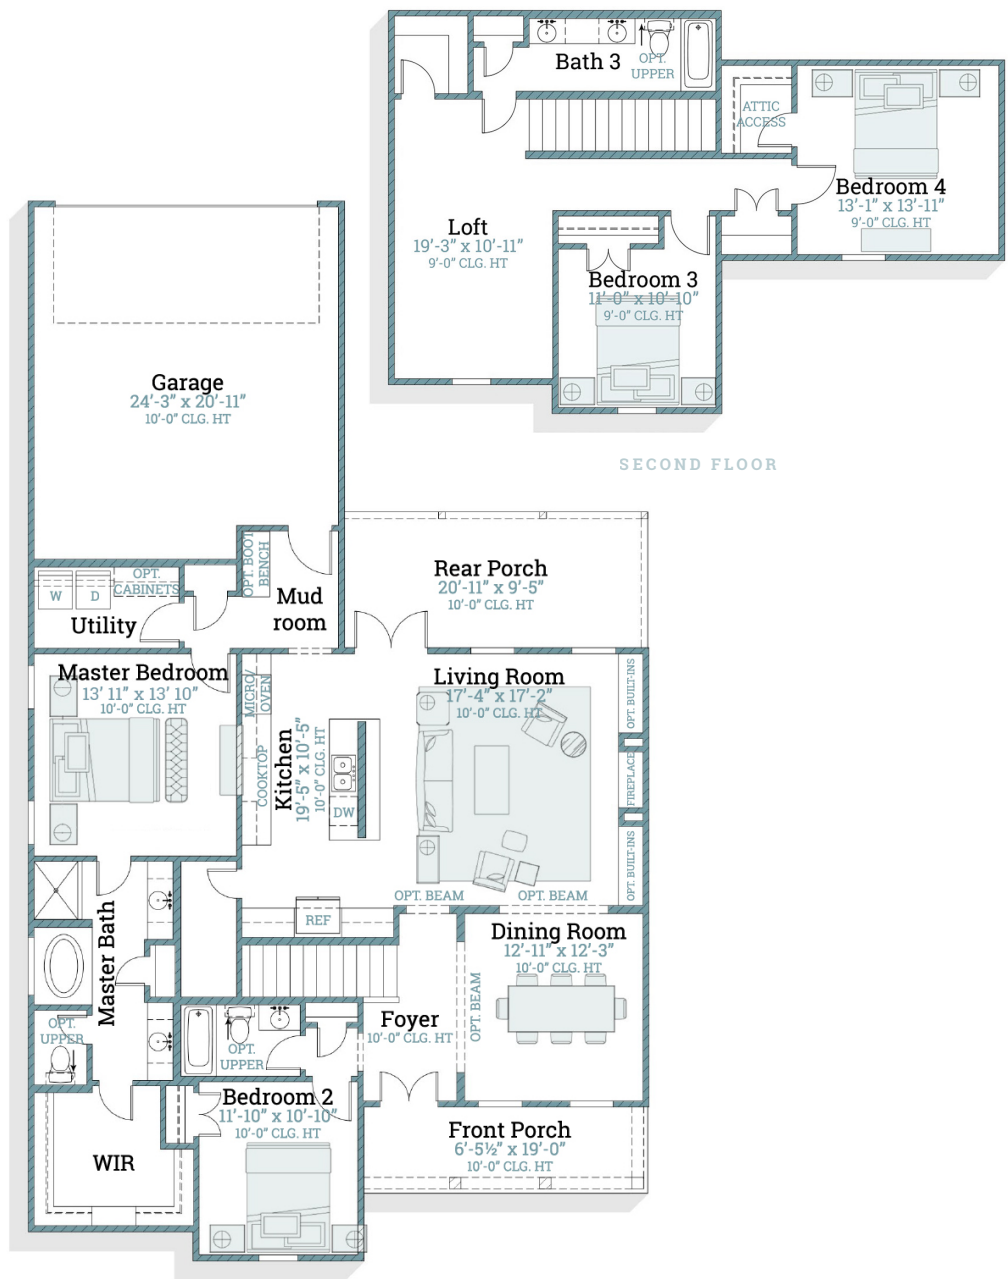 Bath 3
OPT.
UPPER
ATTIC
ACCESS
Bedroom 4
13'-1" x 13'-11"
9'-0" CLG. HT
Loft
19'-3" x 10'-11"
9'-0" CLG. HT
Bedroom 3
11'-0" x 10'-10"
9'-0" CLG. HT
SECOND FLOOR
Garage
24'-3" x 20'-11"
10'-0" CLG. HT
OPT. BOOT
BENCH
OPT.
CABINETS
W
D
Utility
Mud
room
Rear Porch
20'-11" x 9'-5"
10'-0" CLG. HT
Master Bedroom
13' 11" x 13' 10"
10'-0" CLG. HT
MICRO/
OVEN
COOKTOP
Kitchen
19'-5" x 10'-5"
10'-0" CLG. HT
DW
Living Room
17'-4" x 17'-2"
10'-0" CLG. HT
OPT. BUILT-INS
FIREPLACE
OPT. BUILT-INS
OPT. BEAM
OPT. BEAM
REF
Master Bath
OPT.
UPPER
OPT.
UPPER
Foyer
10'-0" CLG. HT
OPT. BEAM
Dining Room
12'-11" x 12'-3"
10'-0" CLG. HT
Bedroom 2
11'-10" x 10'-10"
10'-0" CLG. HT
WIR
Front Porch
6'-5½" x 19'-0"
10'-0" CLG. HT